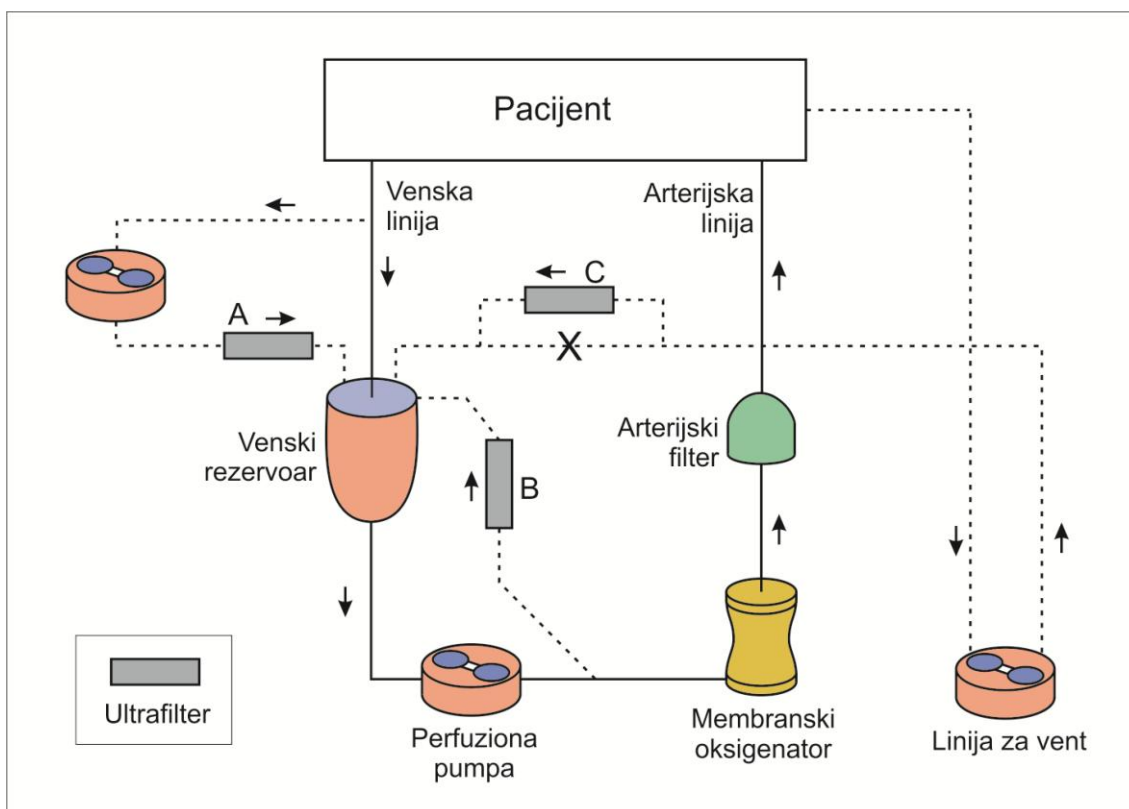 Pacijent
Venska
linija
Arterijska
linija
C
A
X
Venski
rezervoar
Arterijski
filter
B
Ultrafilter
Perfuziona
pumpa
Membranski
oksigenator
Linija za vent